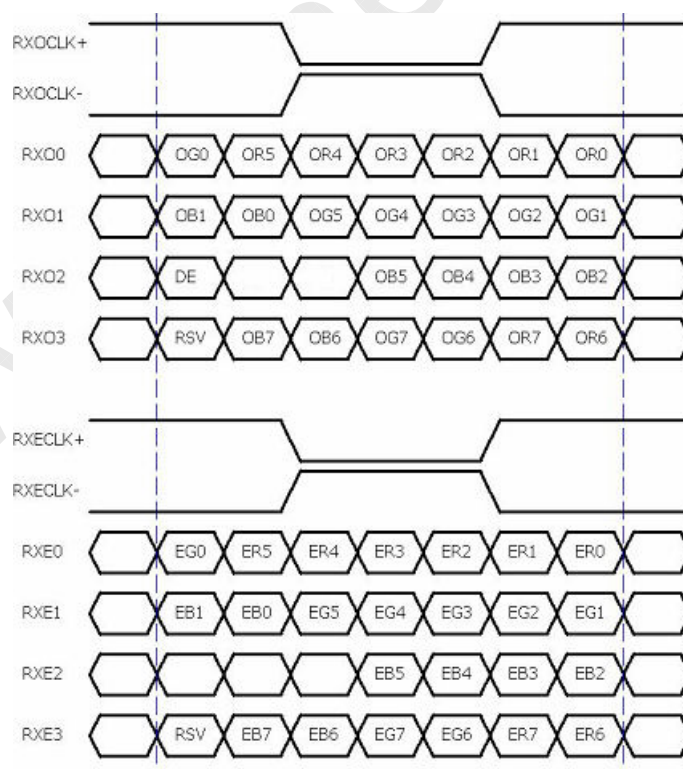 RXOCLK+
RXOCLK-
RXO0 OG0 OR5 OR4 OR3 OR2 OR1 OR0
RXO1 OB1 OB0 OG5 OG4 OG3 OG2 OG1
RXO2 DE OB5 OB4 OB3 OB2
RXO3 RSV OB7 OB6 OG7 OG6 OR7 OR6
RXECLK+
RXECLK-
RXE0 EG0 ER5 ER4 ER3 ER2 ER1 ER0
RXE1 EB1 EB0 EG5 EG4 EG3 EG2 EG1
RXE2 EB5 EB4 EB3 EB2
RXE3 RSV EB7 EB6 EG7 EG6 ER7 ER6